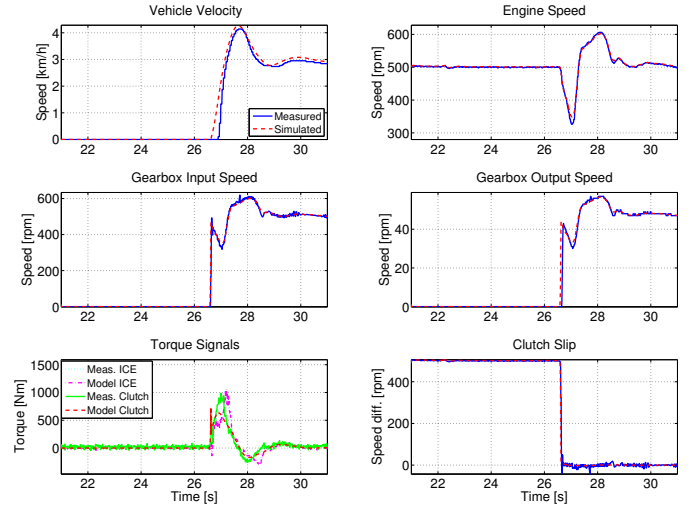 Vehicle Velocity
Speed [km/h]
4
3
2
1
0
22 24 26 28 30
Measured
Simulated
Engine Speed
Speed [rpm]
600
500
400
300
22 24 26 28 30
Gearbox Input Speed
Speed [rpm]
600
400
200
0
22 24 26 28 30
Gearbox Output Speed
Speed [rpm]
40
20
0
22 24 26 28 30
Torque Signals
Torque [Nm]
1500
1000
500
0
22 24 26 28 30
Time [s]
Meas. ICE
Model ICE
Meas. Clutch
Model Clutch
Clutch Slip
Speed diff. [rpm]
400
200
0
22 24 26 28 30
Time [s]